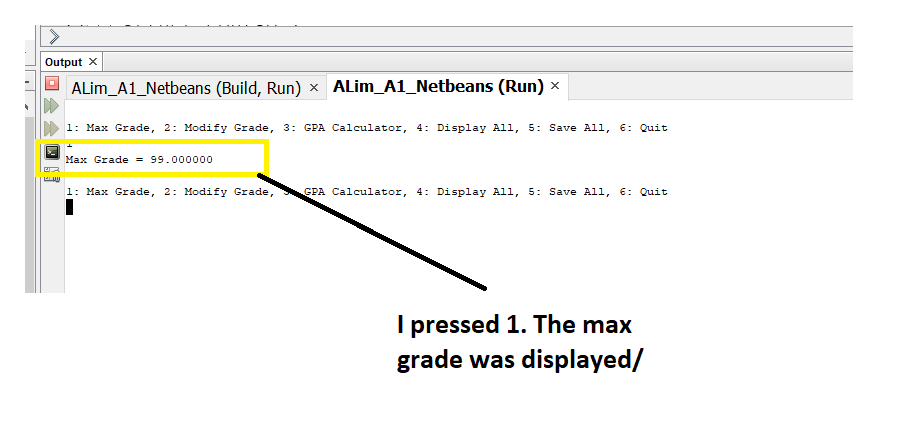 Output ×
ALim_A1_Netbeans (Build, Run) × ALim_A1_Netbeans (Run) ×
1: Max Grade, 2: Modify Grade, 3: GPA Calculator, 4: Display All, 5: Save All, 6: Quit
1
Max Grade = 99.000000
1: Max Grade, 2: Modify Grade, 3: GPA Calculator, 4: Display All, 5: Save All, 6: Quit
I pressed 1. The max
grade was displayed/